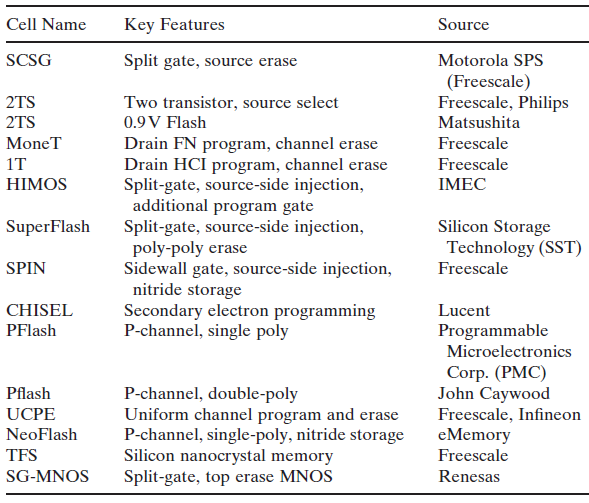 Cell Name Key Features Source
SCSG Split gate, source erase Motorola SPS
(Freescale)
2TS Two transistor, source select Freescale, Philips
2TS 0.9 V Flash Matsushita
MoneT Drain FN program, channel erase Freescale
1T Drain HCI program, channel erase Freescale
HIMOS Split-gate, source-side injection, IMEC
additional program gate
SuperFlash Split-gate, source-side injection, Silicon Storage
poly-poly erase Technology (SST)
SPIN Sidewall gate, source-side injection, Freescale
nitride storage
CHISEL Secondary electron programming Lucent
PFlash P-channel, single poly Programmable
Microelectronics
Corp. (PMC)
Pflash P-channel, double-poly John Caywood
UCPE Uniform channel program and erase Freescale, Infineon
NeoFlash P-channel, single-poly, nitride storage eMemory
TFS Silicon nanocrystal memory Freescale
SG-MNOS Split-gate, top erase MNOS Renesas